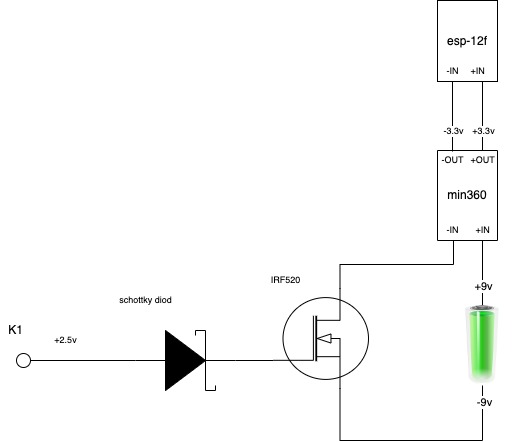 esp-12f
-IN +IN
-3.3v +3.3v
-OUT +OUT
min360
-IN +IN
+9v
IRF520
schottky diod
K1
+2.5v
-9v